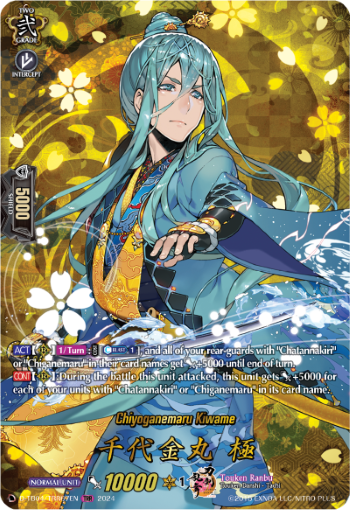 TWO
弐
GRADE
INTERCEPT
5000
SHIELD
ACT 1/Turn 1 , and all of your rear-guards with "Chatannakiri"
or "Chiganemaru" in their card names get +5000 until end of turn.
CONT : During the battle this unit attacked, this unit gets +5000 for
each of your units with "Chatannakiri" or "Chiganemaru" in its card name.
Chiyoganemaru Kiwame
千代金丸 極
10000 1
Touken Ranbu
NORMAL UNIT
2024